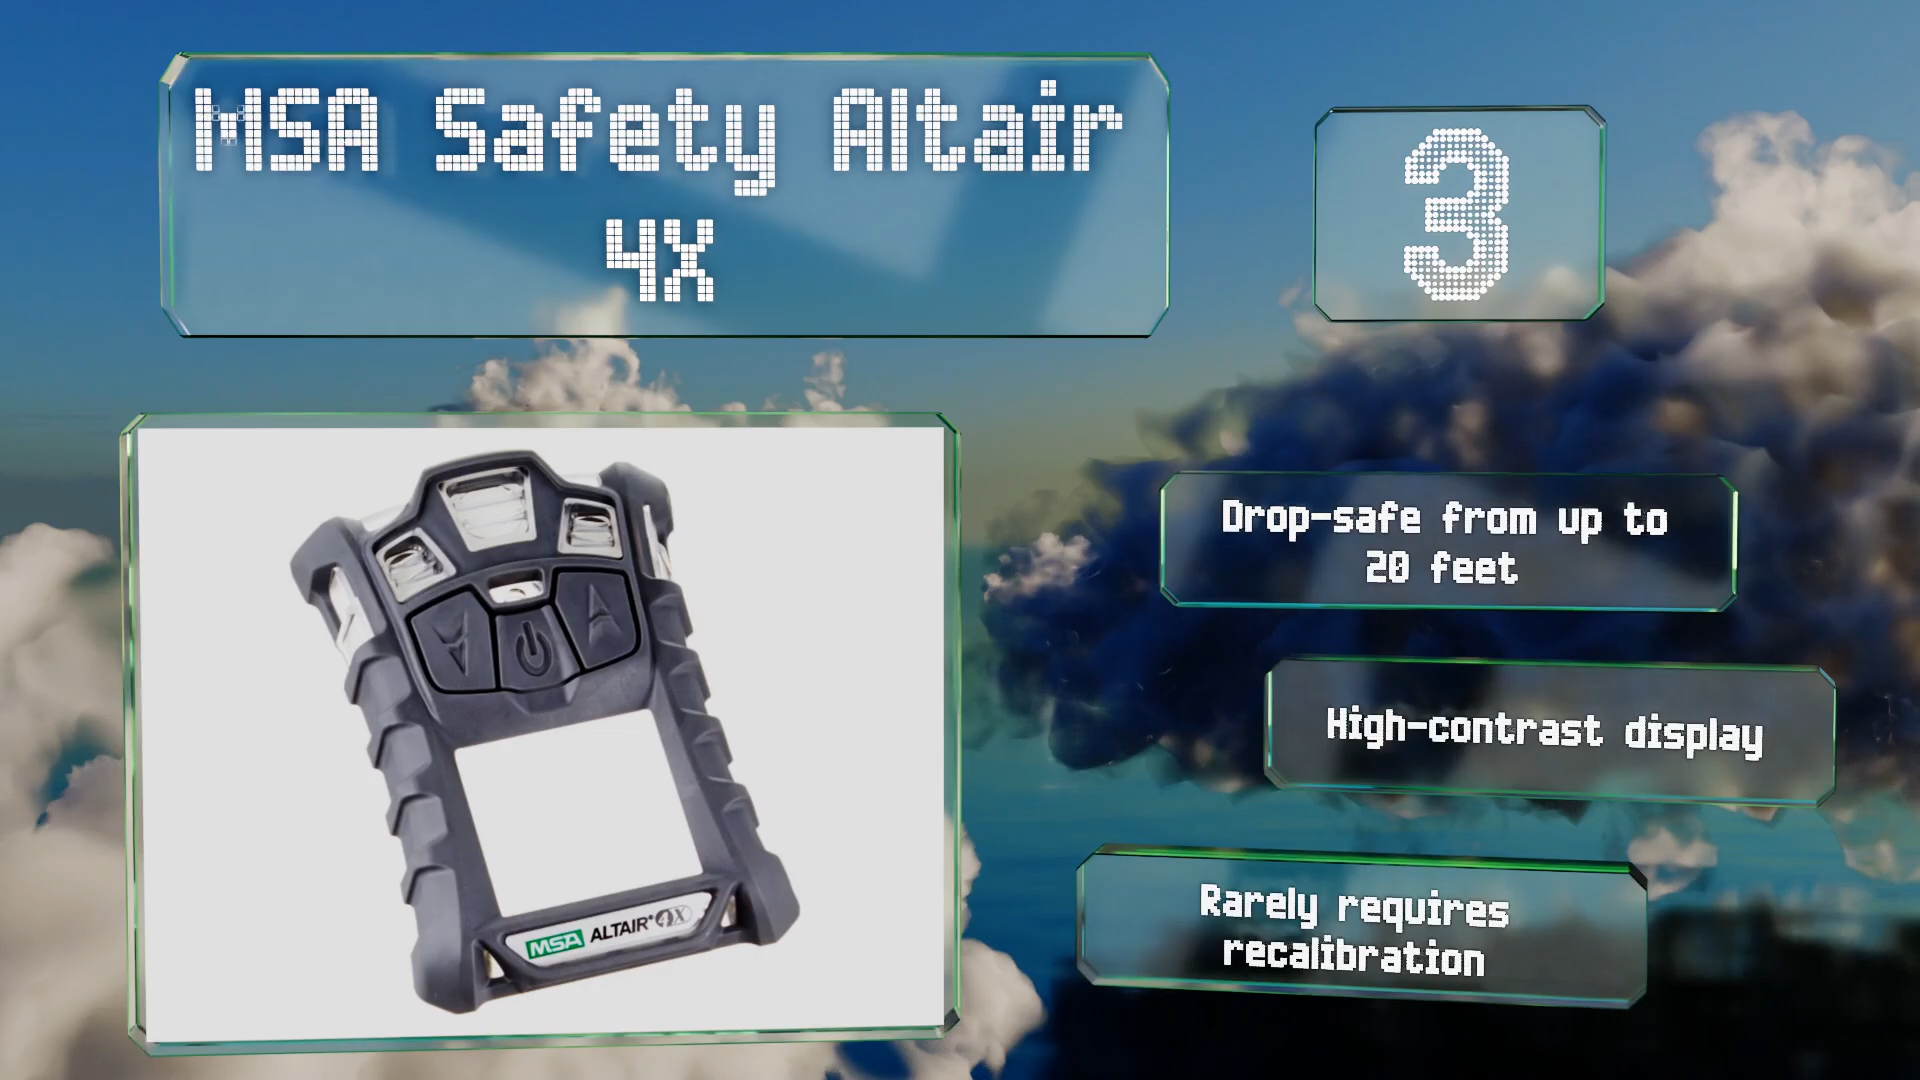 MSA Safety Altair
4X
3
Drop-safe from up to
20 feet
High-contrast display
Rarely requires
recalibration
MSA ALTAIR® 4X